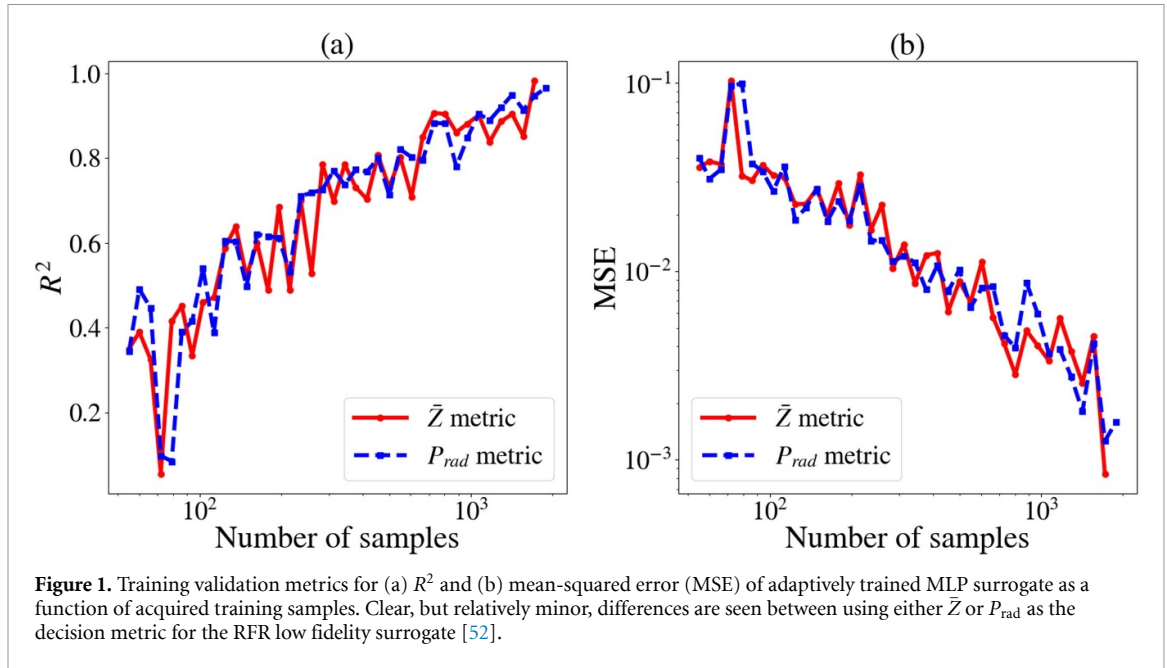 (a)
1.0
0.8
0.6
0.4
0.2
R²
10²
10³
Number of samples
Z̄ metric
P_rad metric
(b)
10⁻¹
10⁻²
10⁻³
MSE
10²
10³
Number of samples
Z̄ metric
P_rad metric
Figure 1. Training validation metrics for (a) R² and (b) mean-squared error (MSE) of adaptively trained MLP surrogate as a
function of acquired training samples. Clear, but relatively minor, differences are seen between using either Z̄ or P_rad as the
decision metric for the RFR low fidelity surrogate [52].